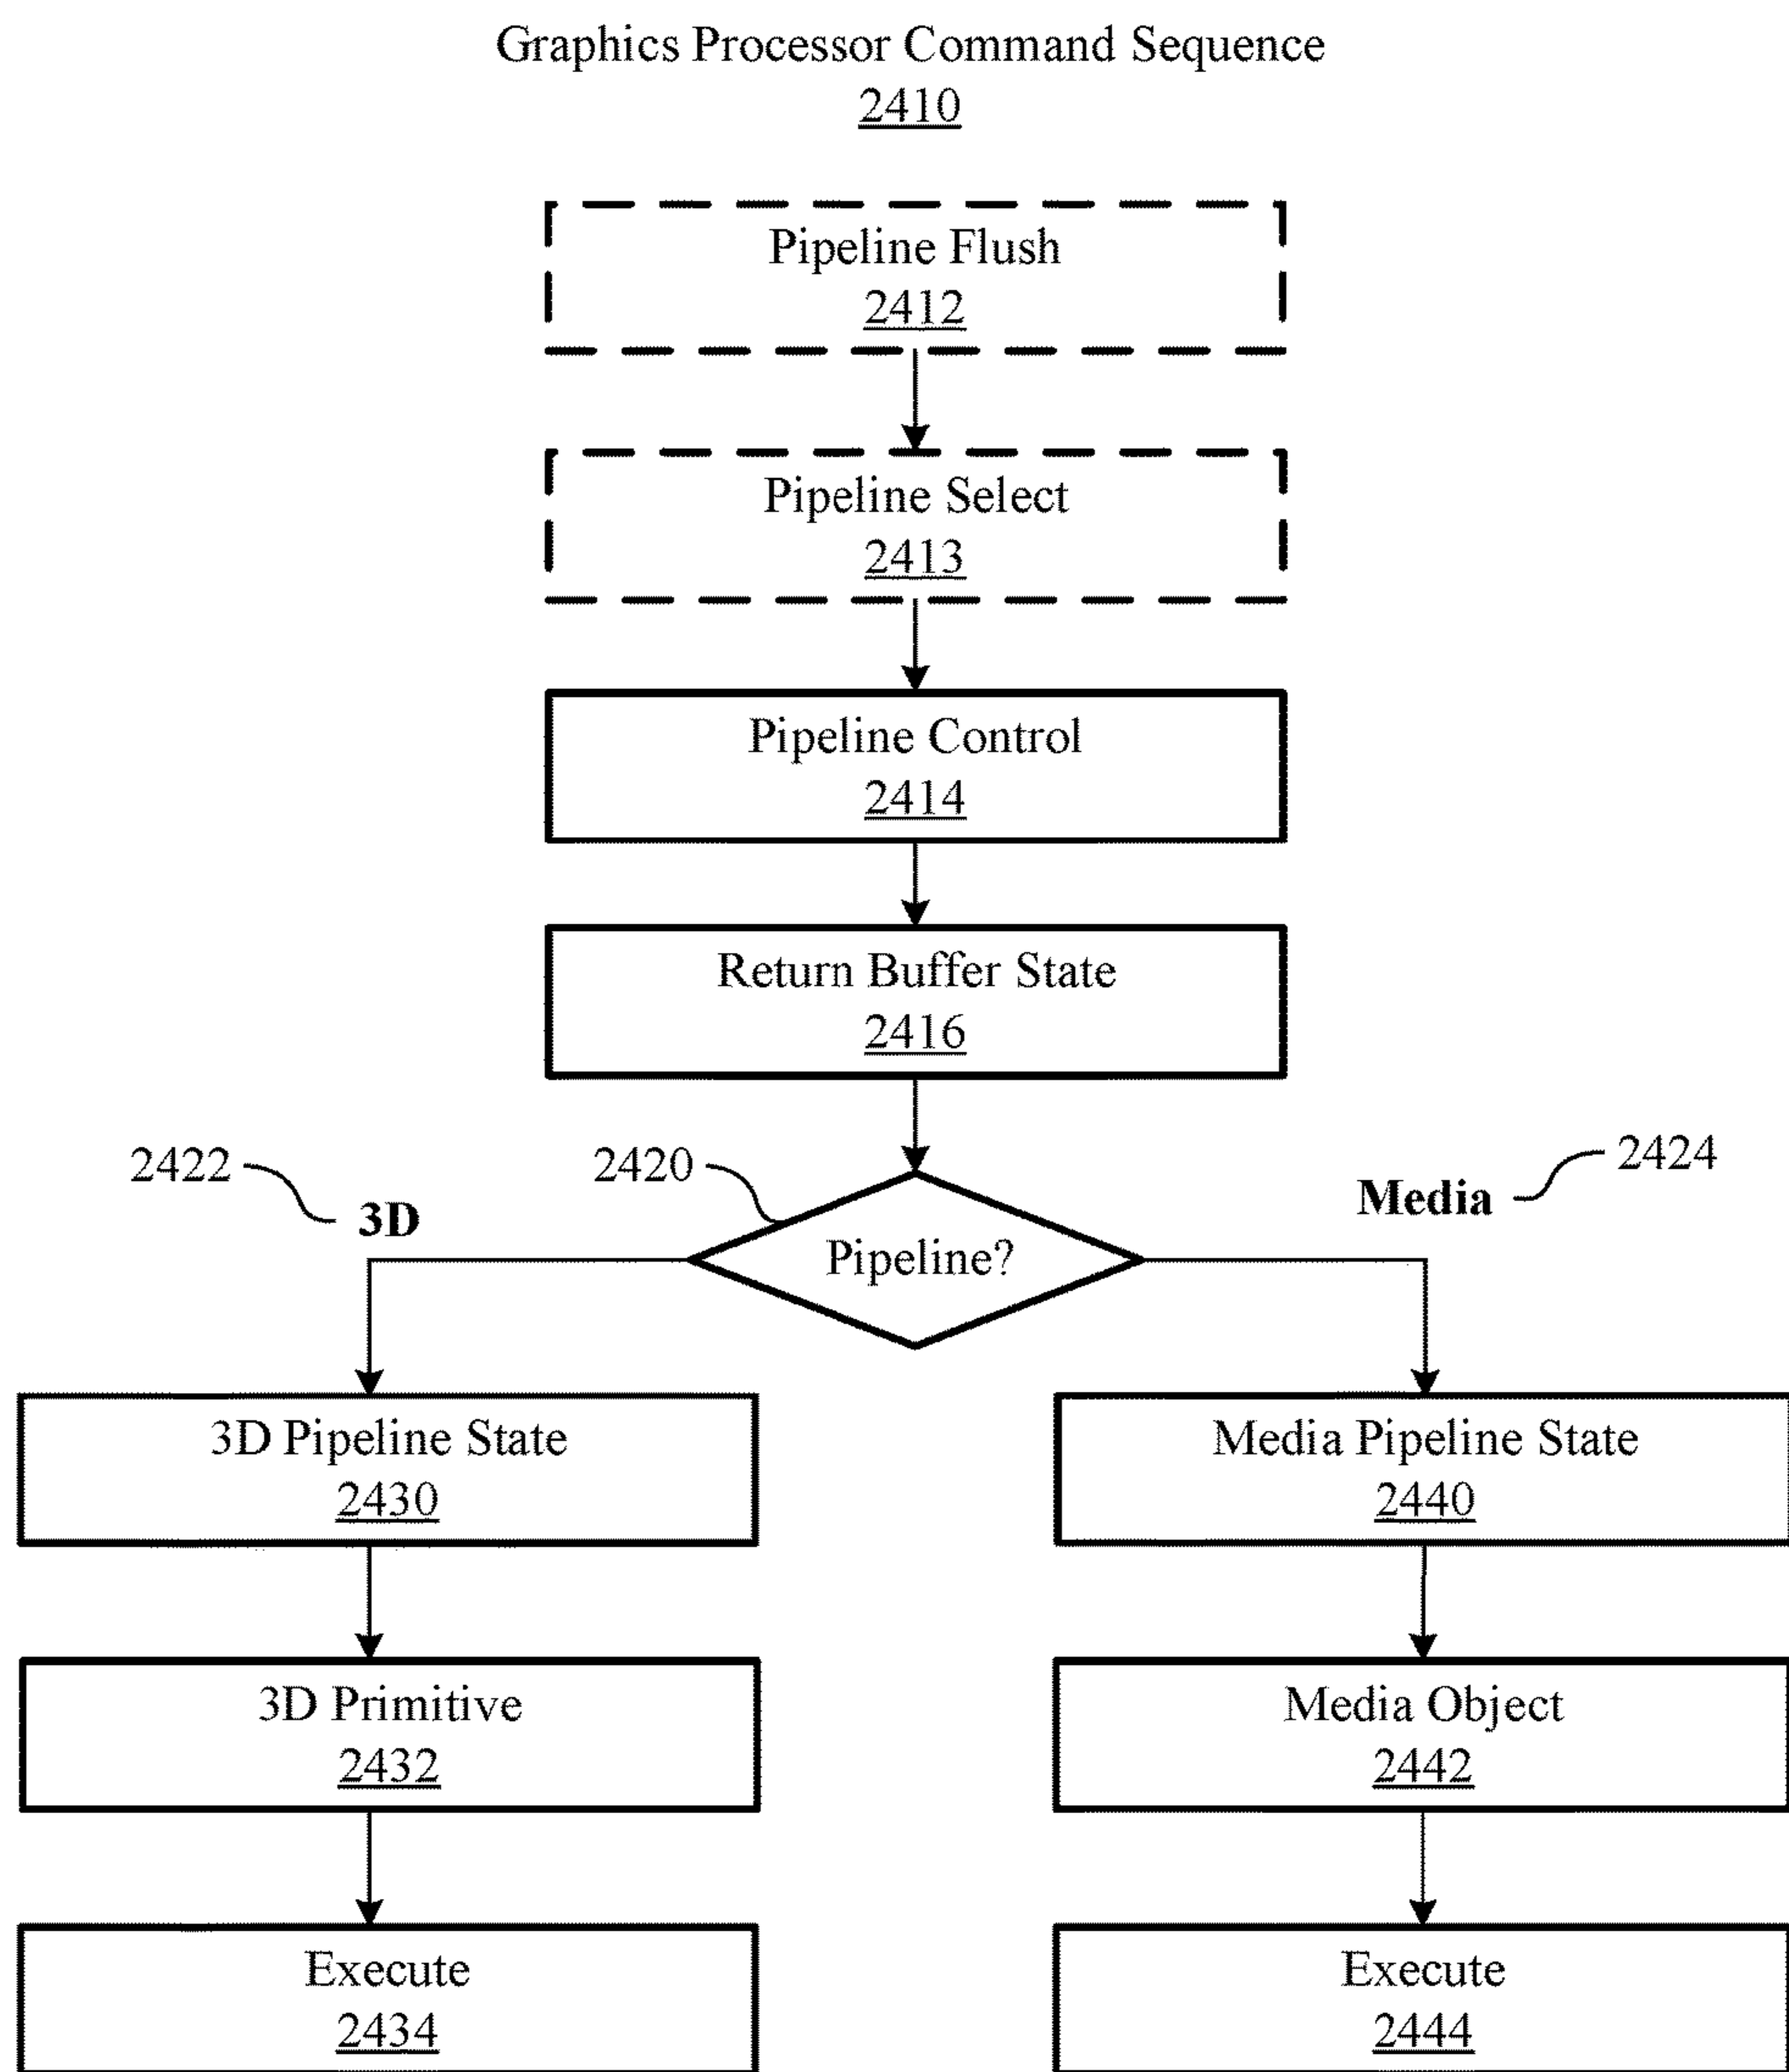 Graphics Processor Command Sequence
2410
Pipeline Flush
2412
Pipeline Select
2413
Pipeline Control
2414
Return Buffer State
2416
2422
3D
2420
Pipeline?
Media
2424
3D Pipeline State
2430
Media Pipeline State
2440
3D Primitive
2432
Media Object
2442
Execute
2434
Execute
2444